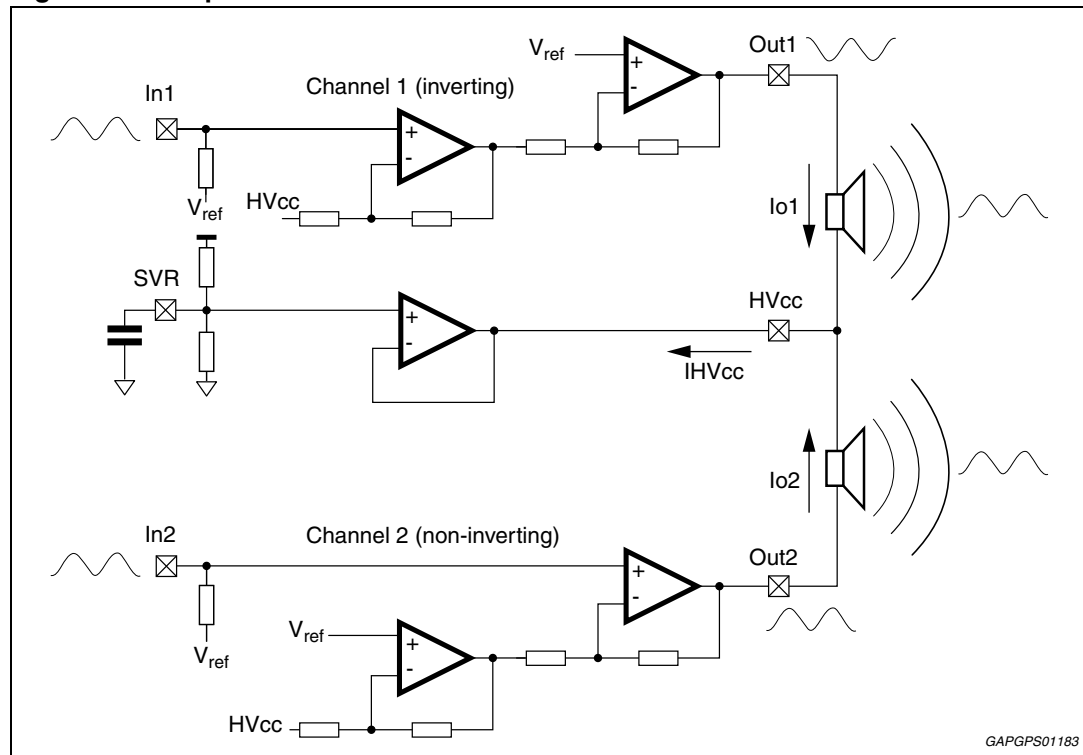 Vref
Out1
Channel 1 (inverting)
In1
+
-
+
-
HVcc
Vref
Io1
SVR
HVcc
+
-
IHVcc
Io2
In2
Channel 2 (non-inverting)
Out2
+
-
Vref
Vref
+
-
HVcc
GAPGPS01183